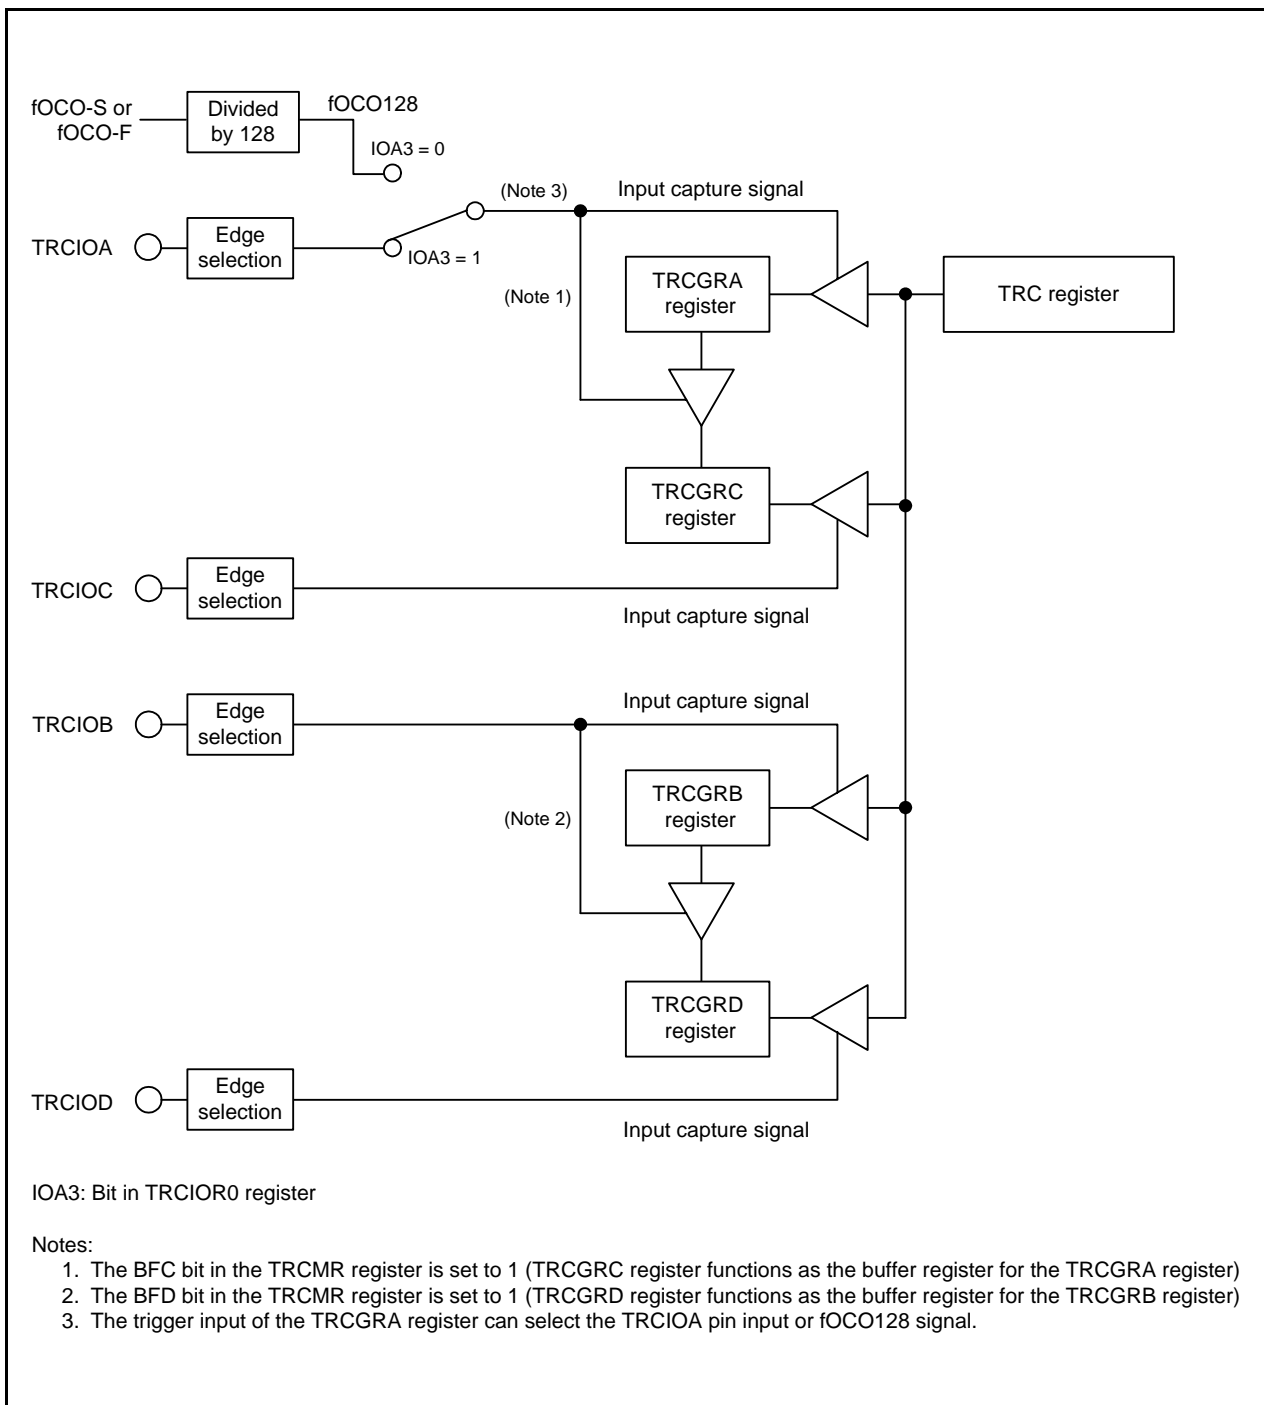 fOCO-S or
fOCO-F
Divided
by 128
fOCO128
IOA3 = 0
(Note 3)
Input capture signal
TRCIOA
Edge
selection
IOA3 = 1
(Note 1)
TRCGRA
register
TRC register
TRCGRC
register
TRCIOC
Edge
selection
Input capture signal
TRCIOB
Edge
selection
Input capture signal
(Note 2)
TRCGRB
register
TRCGRD
register
TRCIOD
Edge
selection
Input capture signal
IOA3: Bit in TRCIOR0 register
Notes:
1. The BFC bit in the TRCMR register is set to 1 (TRCGRC register functions as the buffer register for the TRCGRA register)
2. The BFD bit in the TRCMR register is set to 1 (TRCGRD register functions as the buffer register for the TRCGRB register)
3. The trigger input of the TRCGRA register can select the TRCIOA pin input or fOCO128 signal.